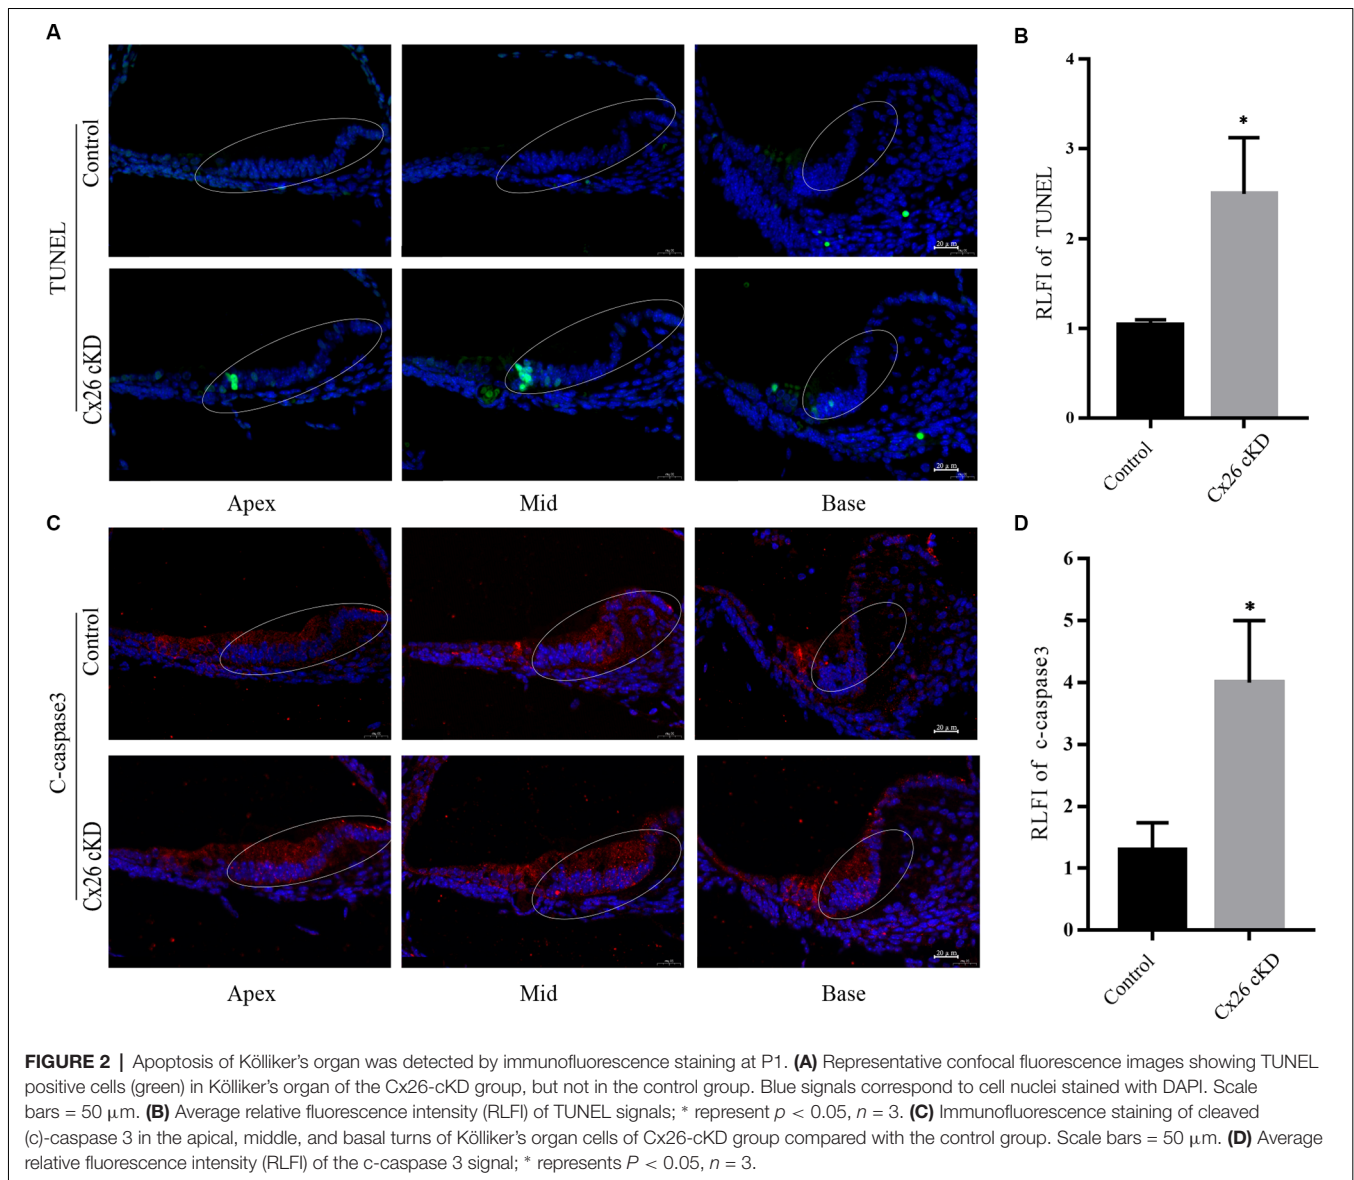 A
TUNEL
Control
Cx26 cKD
20 μm
20 μm
Apex
Mid
Base
B
RLFI of TUNEL
4
3
2
1
0
*
Control
Cx26 cKD
C
C-caspase3
Control
Cx26 cKD
20 μm
20 μm
Apex
Mid
Base
D
RLFI of c-caspase3
6
5
4
3
2
1
0
*
Control
Cx26 cKD
FIGURE 2 | Apoptosis of Kölliker's organ was detected by immunofluorescence staining at P1. (A) Representative confocal fluorescence images showing TUNEL
positive cells (green) in Kölliker's organ of the Cx26-cKD group, but not in the control group. Blue signals correspond to cell nuclei stained with DAPI. Scale
bars = 50 μm. (B) Average relative fluorescence intensity (RLFI) of TUNEL signals; * represent p < 0.05, n = 3. (C) Immunofluorescence staining of cleaved
(c)-caspase 3 in the apical, middle, and basal turns of Kölliker's organ cells of Cx26-cKD group compared with the control group. Scale bars = 50 μm. (D) Average
relative fluorescence intensity (RLFI) of the c-caspase 3 signal; * represents P < 0.05, n = 3.